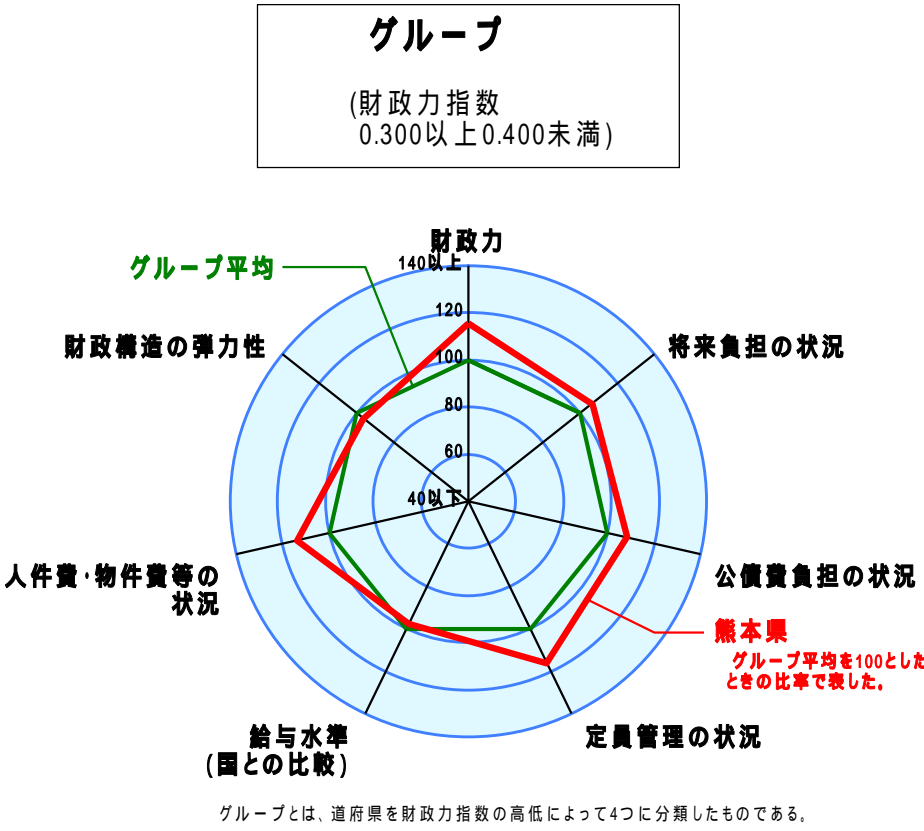 グループ
(財政力指数
0.300以上0.400未満)
財政力
グループ平均
140以上
120
100
80
60
40以下
財政構造の弾力性
将来負担の状況
人件費・物件費等の
状況
公債費負担の状況
熊本県
グループ平均を100とした
ときの比率で表した。
給与水準
(国との比較)
定員管理の状況
グループとは、道府県を財政力指数の高低によって4つに分類したものである。